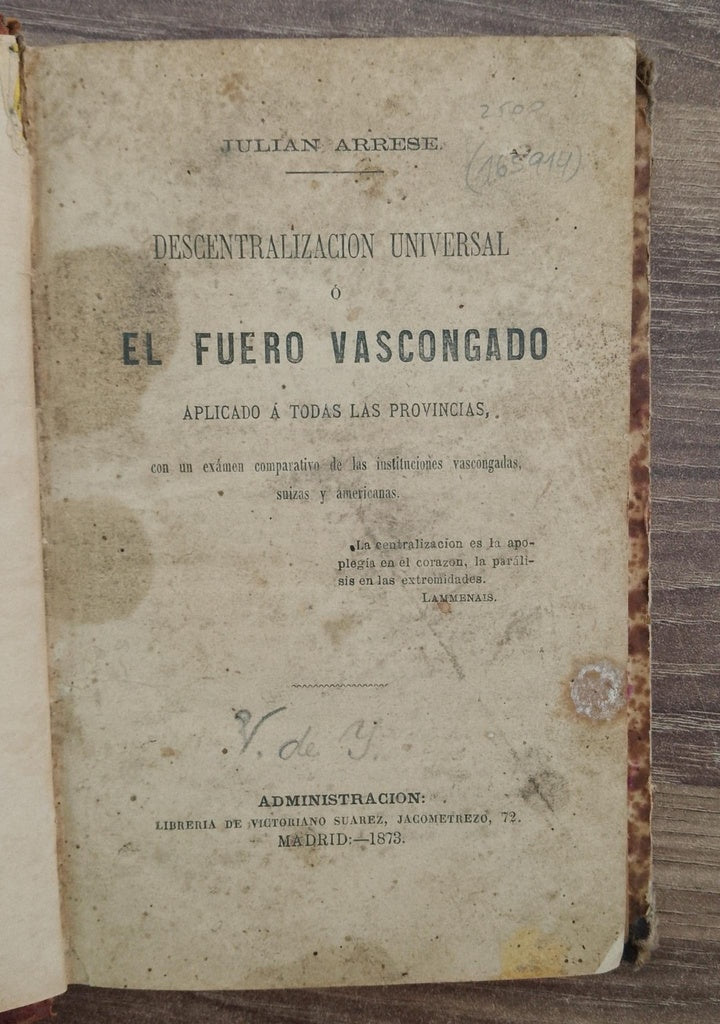 2500
(165919)
JULIAN ARRESE.
DESCENTRALIZACION UNIVERSAL
Ó
EL FUERO VASCONGADO
APLICADO Á TODAS LAS PROVINCIAS,
con un exámen comparativo de las instituciones vascongadas,
suizas y americanas.
La centralizacion es la apo-
plegía en el corazon, la paráli-
sis en las extremidades.
LAMMENAIS.
V. de Y.
ADMINISTRACION:
LIBRERIA DE VICTORIANO SUAREZ, JACOMETREZO, 72.
MADRID:—1873.